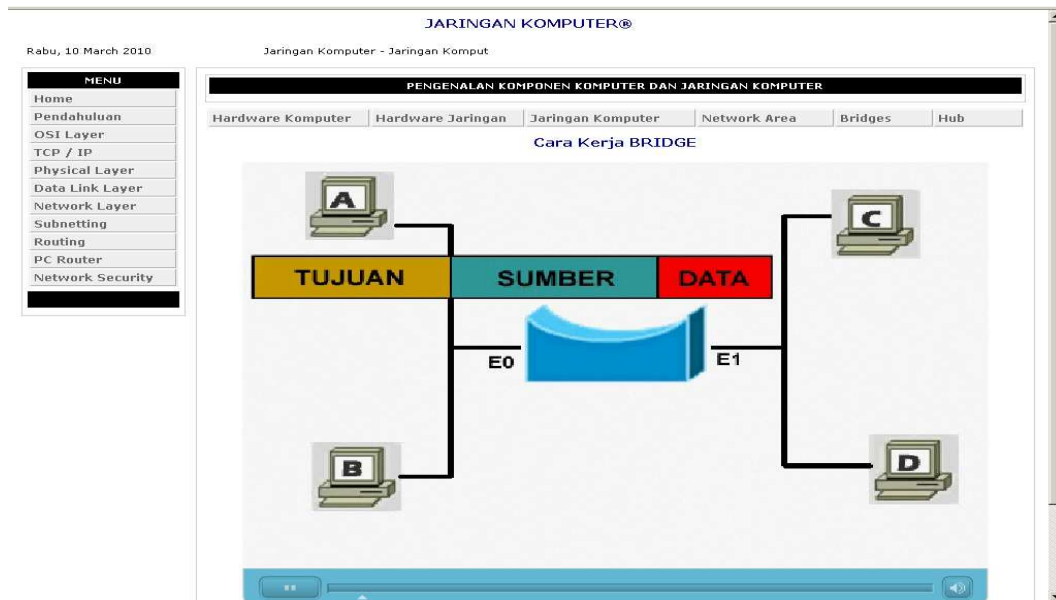 JARINGAN KOMPUTER®
Rabu, 10 March 2010
Jaringan Komputer - Jaringan Komput
MENU
Home
Pendahuluan
OSI Layer
TCP / IP
Physical Layer
Data Link Layer
Network Layer
Subnetting
Routing
PC Router
Network Security
PENGENALAN KOMPONEN KOMPUTER DAN JARINGAN KOMPUTER
Hardware Komputer Hardware Jaringan Jaringan Komputer Network Area Bridges Hub
Cara Kerja BRIDGE
A
C
TUJUAN SUMBER DATA
E0 E1
B
D